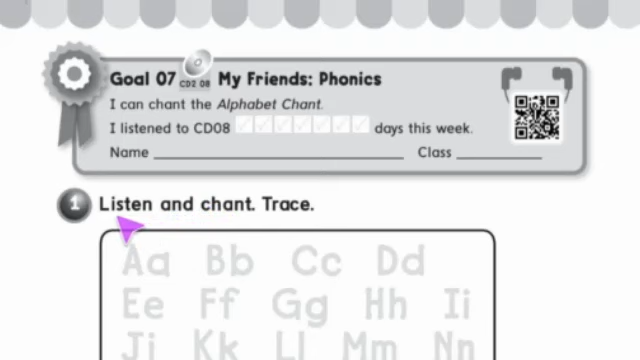 Goal 07 CD2 08 My Friends: Phonics
I can chant the Alphabet Chant.
I listened to CD08 days this week.
Name Class
1 Listen and chant. Trace.
Aa Bb Cc Dd
Ee Ff Gg Hh Ii
Jj Kk Ll Mm Nn